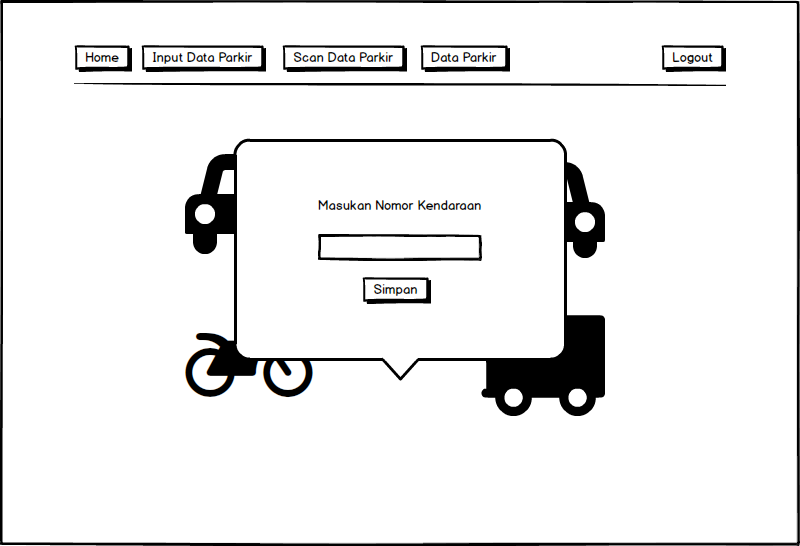 Home
Input Data Parkir
Scan Data Parkir
Data Parkir
Logout
Masukan Nomor Kendaraan
Simpan